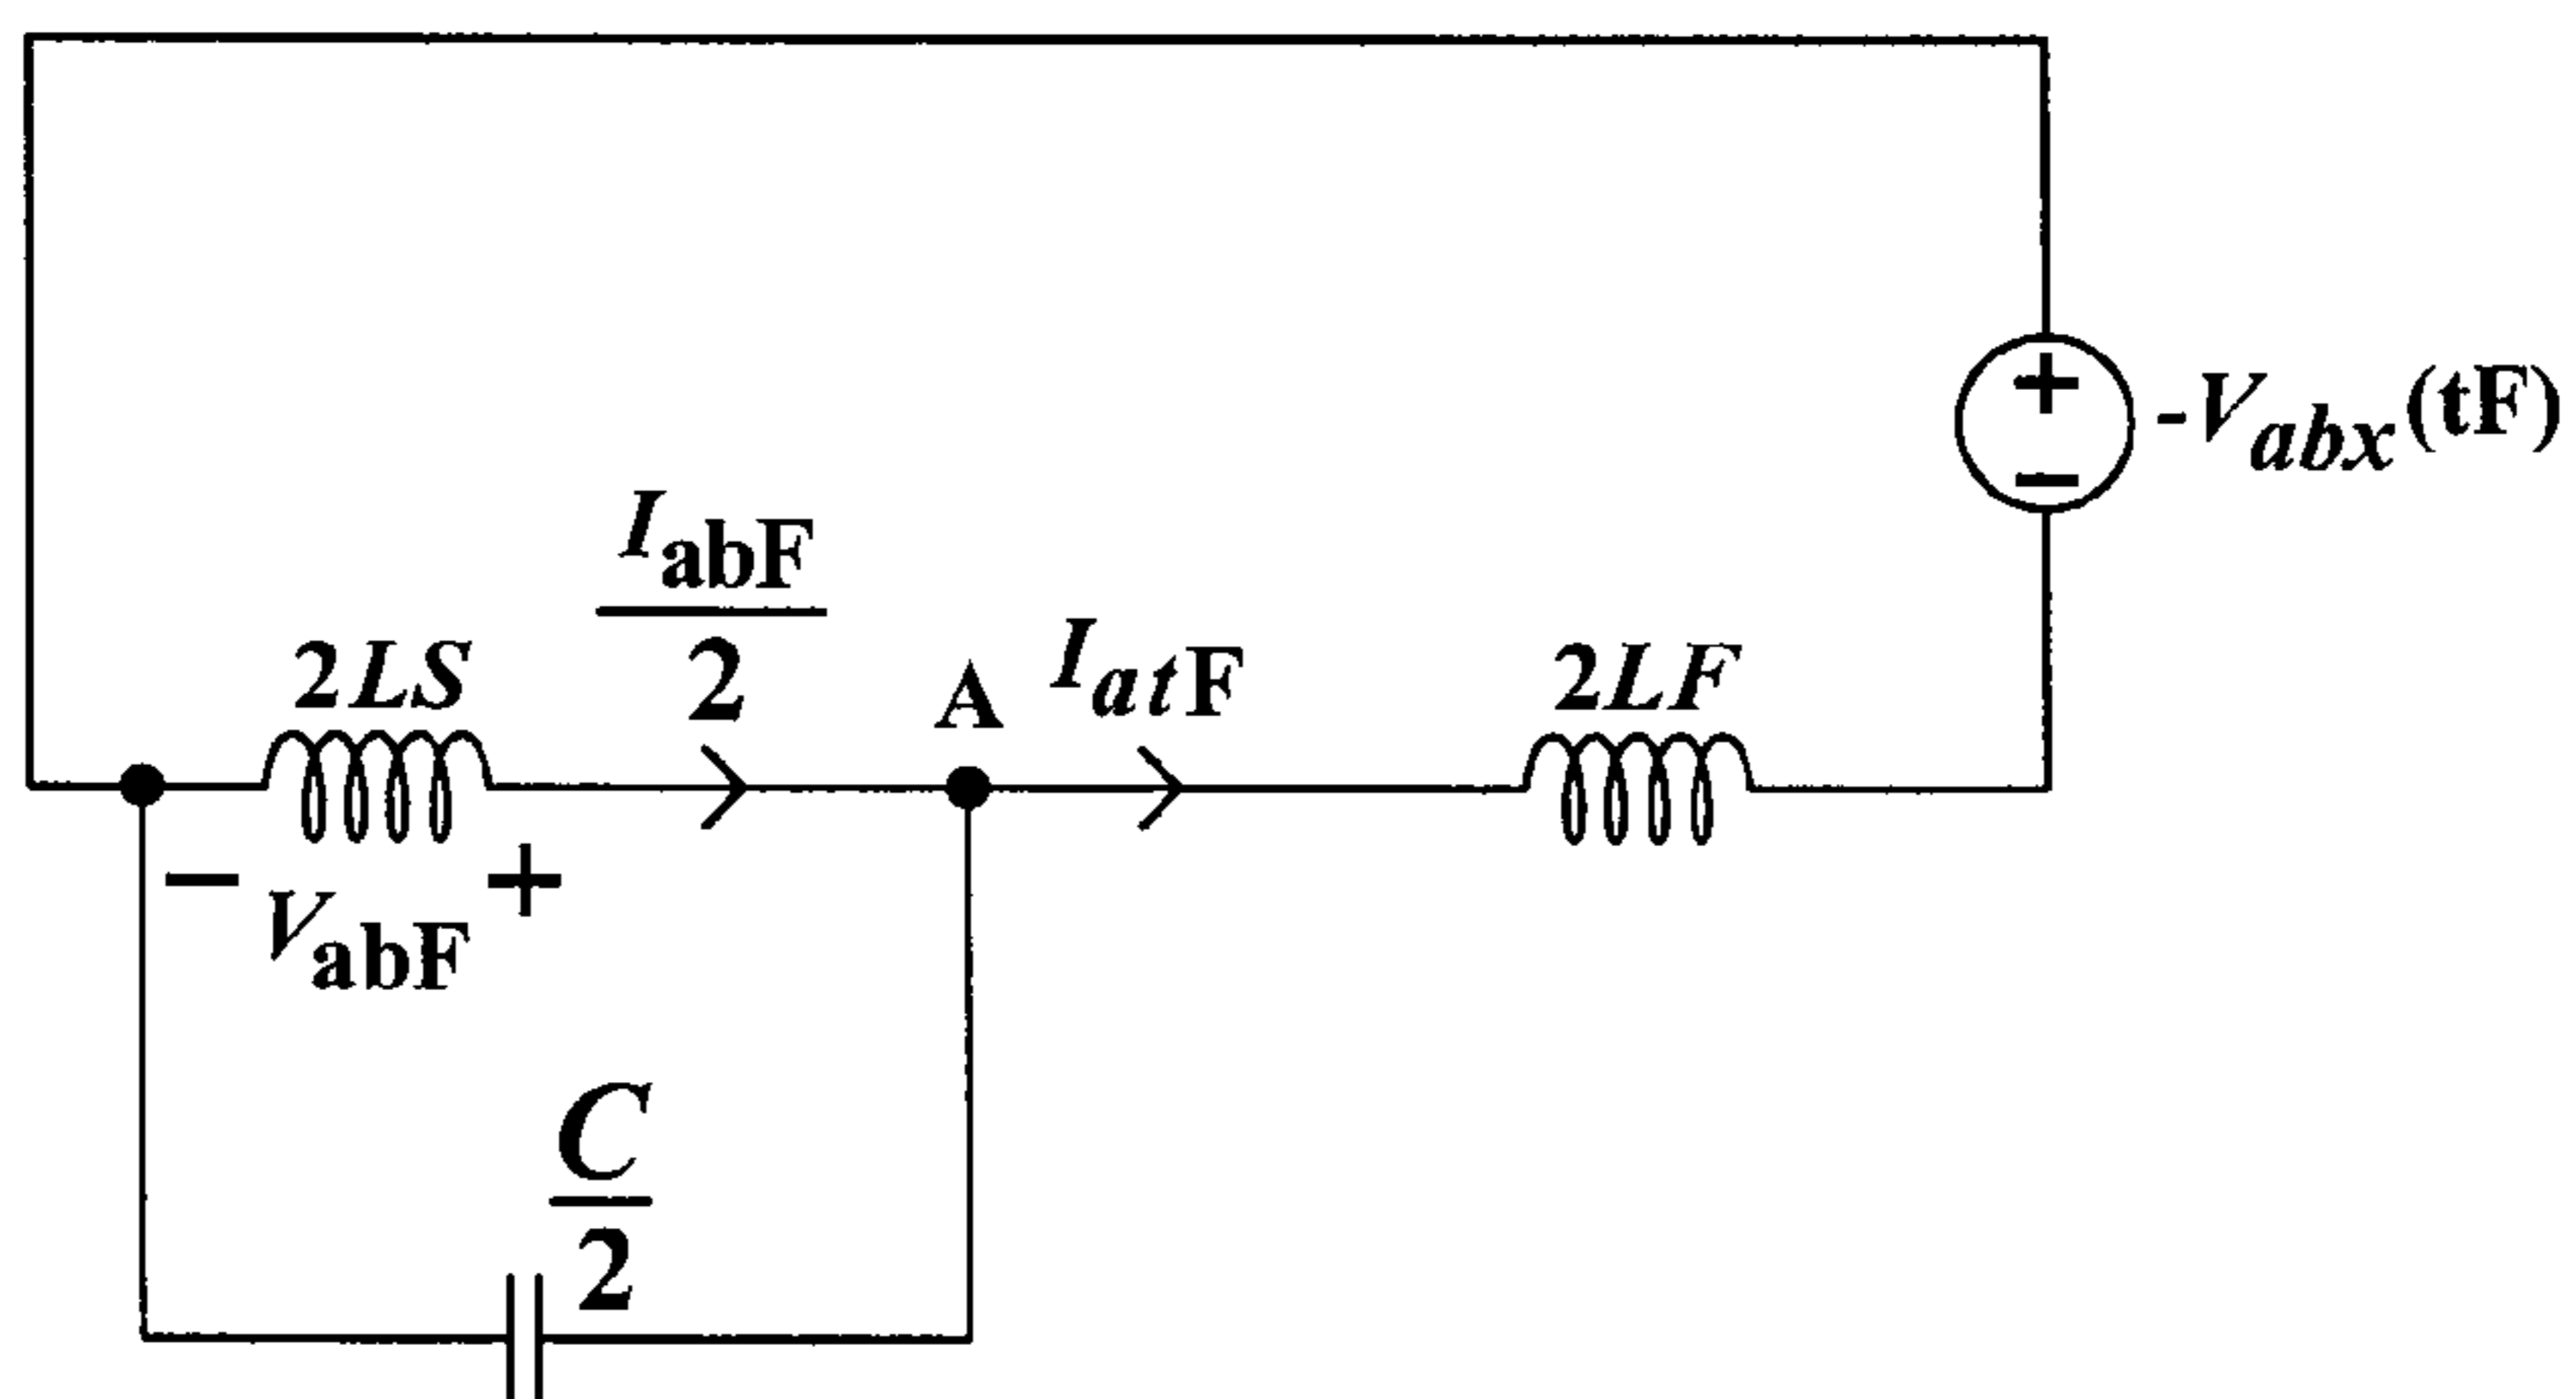 +
−
-V_abx(tF)
I_abF
2
2LS
A
I_atF
2LF
− +
V_abF
C
2